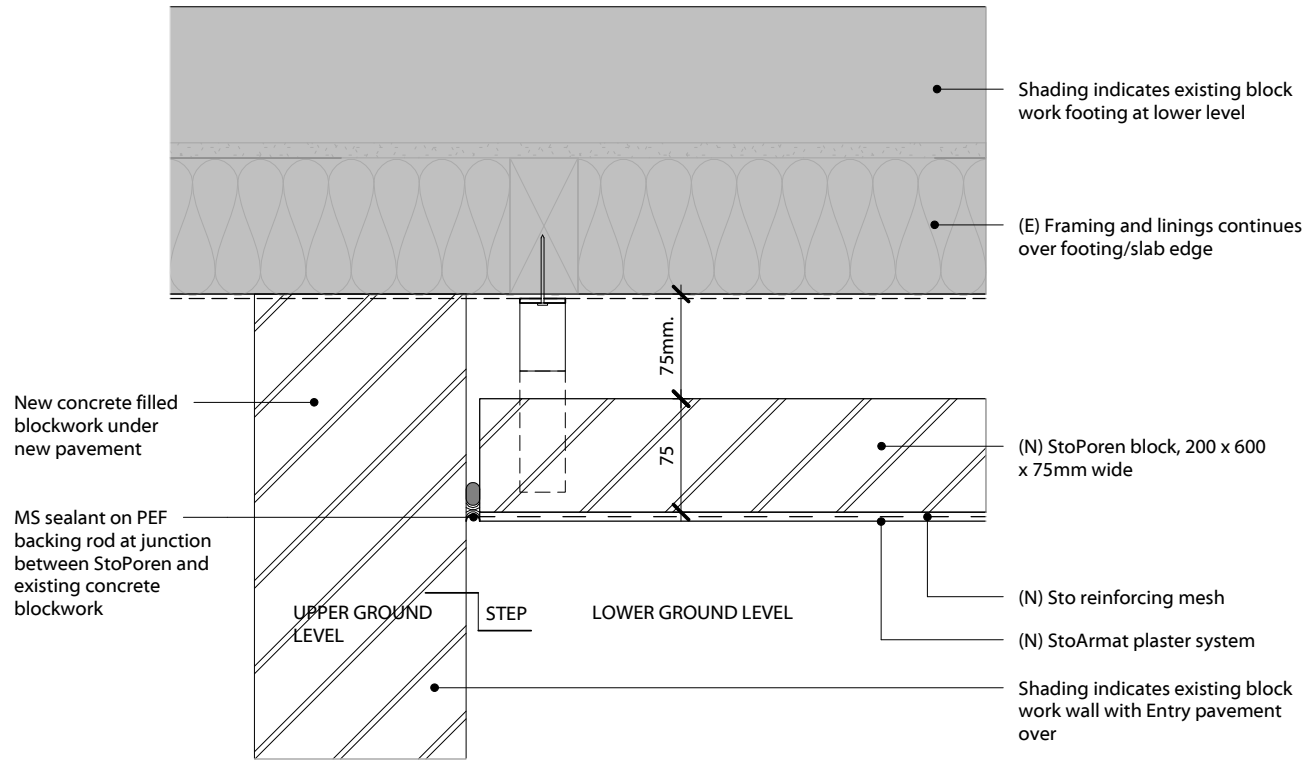 Shading indicates existing block
work footing at lower level
(E) Framing and linings continues
over footing/slab edge
75mm.
New concrete filled
blockwork under
new pavement
75
(N) StoPoren block, 200 x 600
x 75mm wide
MS sealant on PEF
backing rod at junction
between StoPoren and
existing concrete
blockwork
UPPER GROUND
LEVEL
STEP
LOWER GROUND LEVEL
(N) Sto reinforcing mesh
(N) StoArmat plaster system
Shading indicates existing block
work wall with Entry pavement
over